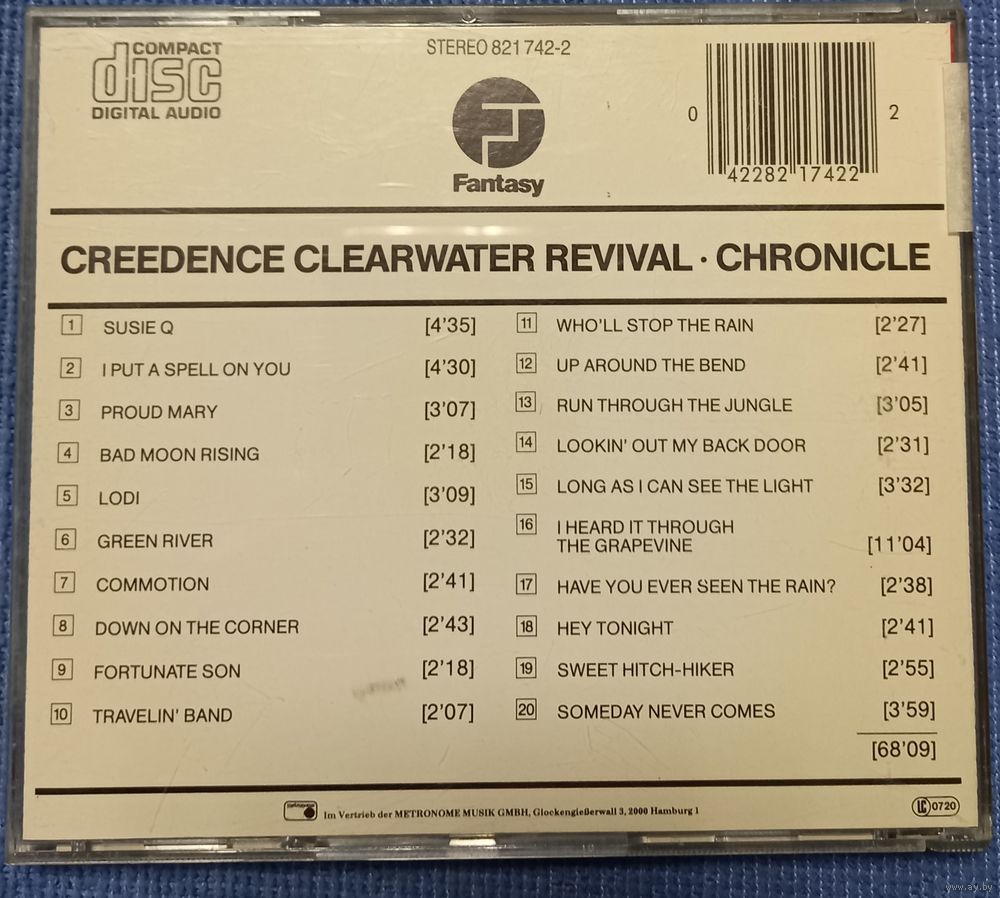 COMPACT
disc
DIGITAL AUDIO
STEREO 821 742-2
Fantasy
0
42282 17422
2
CREEDENCE CLEARWATER REVIVAL · CHRONICLE
1 SUSIE Q [4'35]
2 I PUT A SPELL ON YOU [4'30]
3 PROUD MARY [3'07]
4 BAD MOON RISING [2'18]
5 LODI [3'09]
6 GREEN RIVER [2'32]
7 COMMOTION [2'41]
8 DOWN ON THE CORNER [2'43]
9 FORTUNATE SON [2'18]
10 TRAVELIN' BAND [2'07]
11 WHO'LL STOP THE RAIN [2'27]
12 UP AROUND THE BEND [2'41]
13 RUN THROUGH THE JUNGLE [3'05]
14 LOOKIN' OUT MY BACK DOOR [2'31]
15 LONG AS I CAN SEE THE LIGHT [3'32]
16 I HEARD IT THROUGH
THE GRAPEVINE [11'04]
17 HAVE YOU EVER SEEN THE RAIN? [2'38]
18 HEY TONIGHT [2'41]
19 SWEET HITCH-HIKER [2'55]
20 SOMEDAY NEVER COMES [3'59]
[68'09]
Im Vertrieb der METRONOME MUSIK GMBH, Glockengießerwall 3, 2000 Hamburg 1
LC 0720
www.ay.by